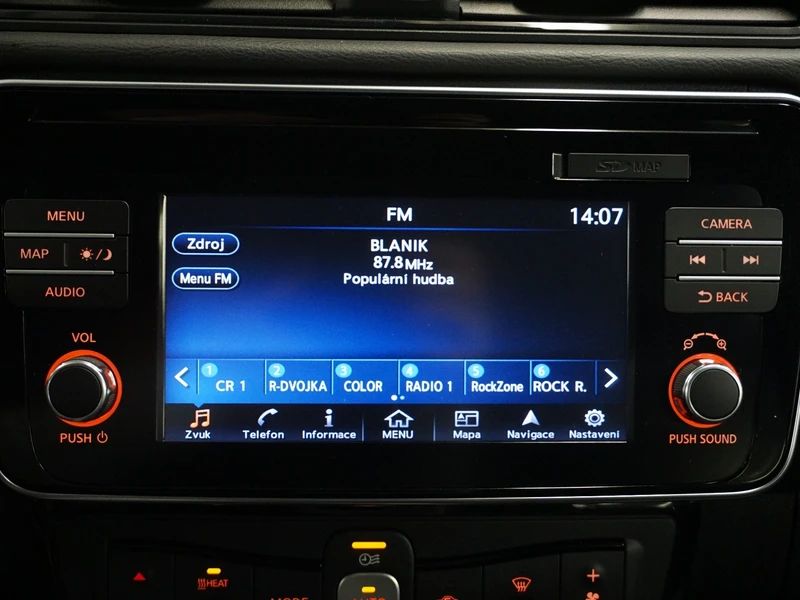 SD MAP
MENU
MAP
AUDIO
VOL
PUSH
FM 14:07
Zdroj
BLANIK
87.8 MHz
Menu FM
Populární hudba
1 CR 1 2 R-DVOJKA 3 COLOR 4 RADIO 1 5 RockZone 6 ROCK R.
Zvuk Telefon Informace MENU Mapa Navigace Nastavení
CAMERA
BACK
PUSH SOUND
HEAT
MODE
AUTO